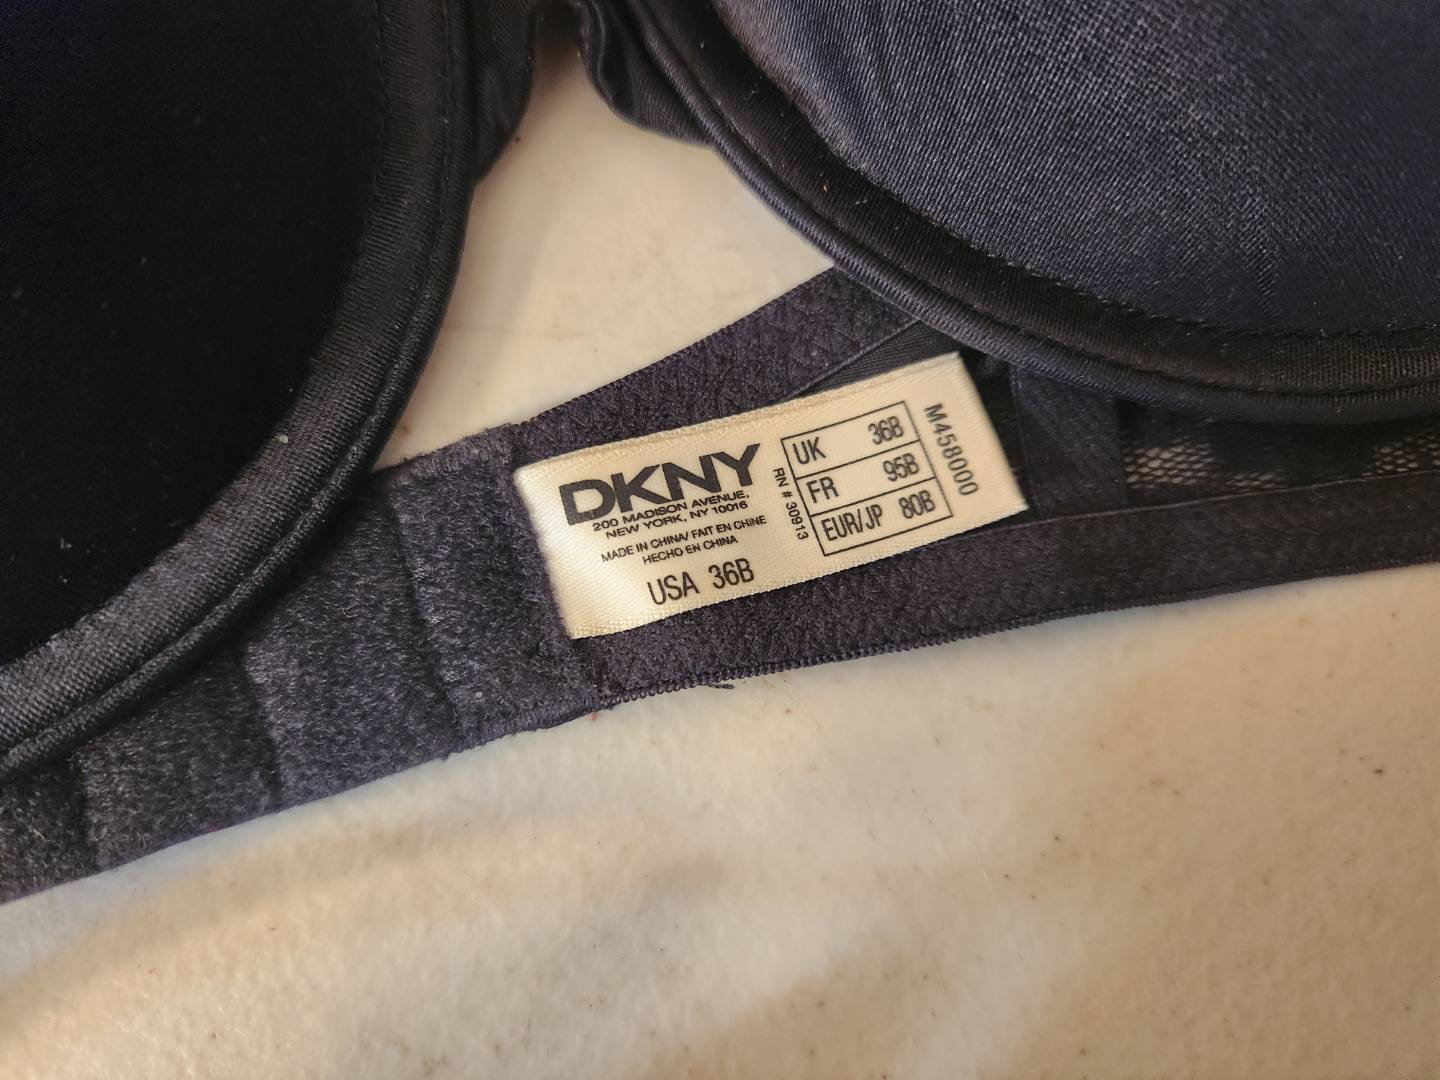 DKNY
200 MADISON AVENUE,
NEW YORK, NY 10016
MADE IN CHINA/ FAIT EN CHINE
HECHO EN CHINA
USA 36B
RN # 30913
UK 36B
FR 95B
EUR/JP 80B
M458000